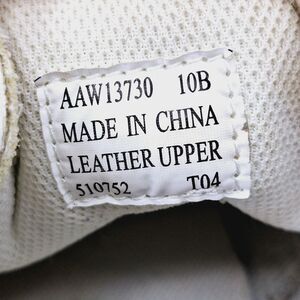 AAW13730 10B
MADE IN CHINA
LEATHER UPPER
510752 T04